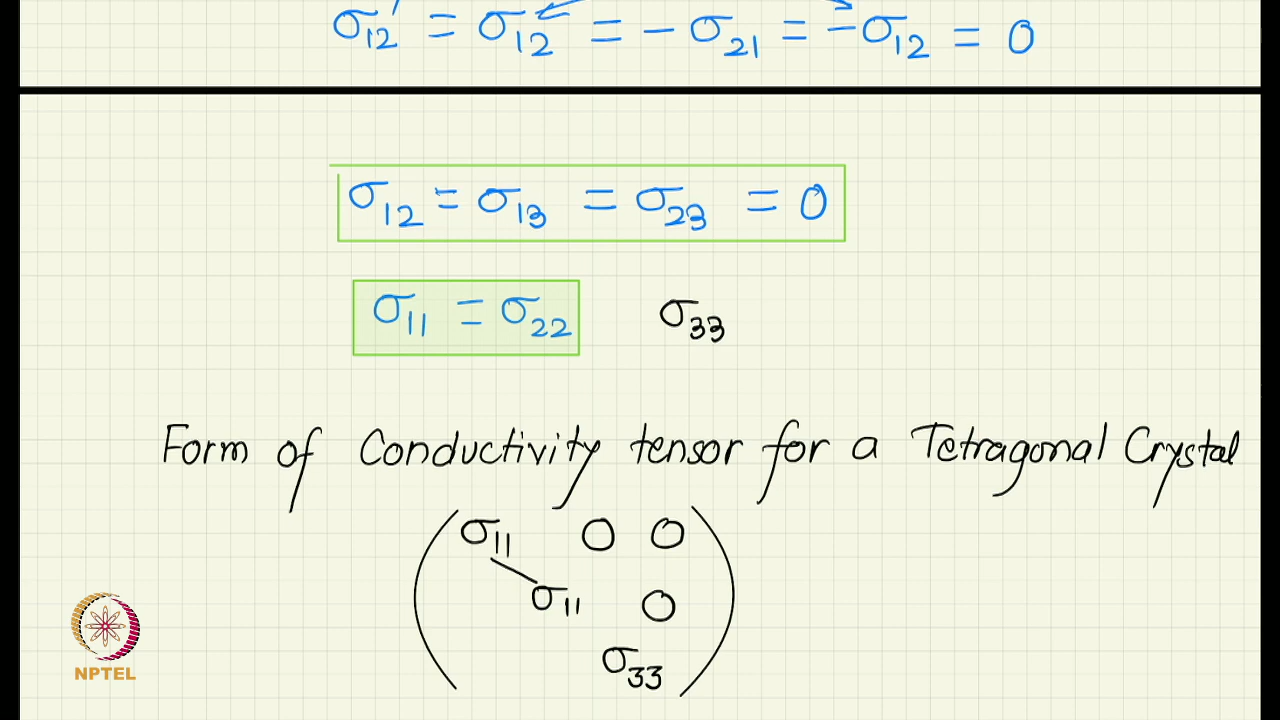 σ₁₂' = σ₁₂ = - σ₂₁ = -σ₁₂ = 0
σ₁₂ = σ₁₃ = σ₂₃ = 0
σ₁₁ = σ₂₂ σ₃₃
Form of Conductivity tensor for a Tetragonal Crystal
σ₁₁ 0 0
σ₁₁ 0
σ₃₃
NPTEL